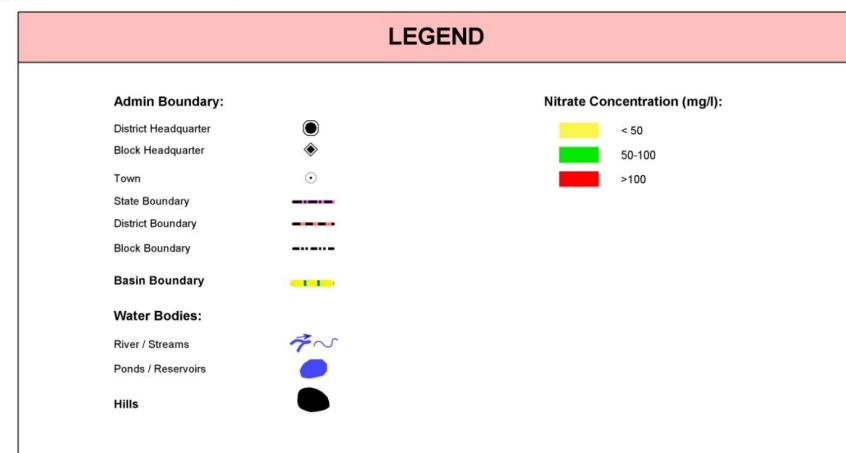 LEGEND
Admin Boundary:
District Headquarter
Block Headquarter
Town
State Boundary
District Boundary
Block Boundary
Basin Boundary
Water Bodies:
River / Streams
Ponds / Reservoirs
Hills
Nitrate Concentration (mg/l):
< 50
50-100
>100